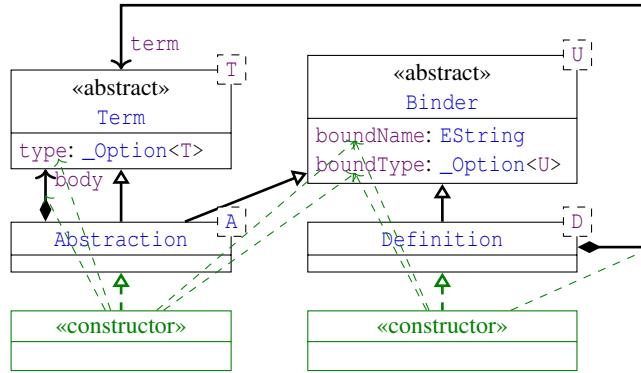 term
T
U
«abstract»
Term
type: _Option<T>
«abstract»
Binder
boundName: EString
boundType: _Option<U>
body
Abstraction
A
Definition
D
«constructor»
«constructor»